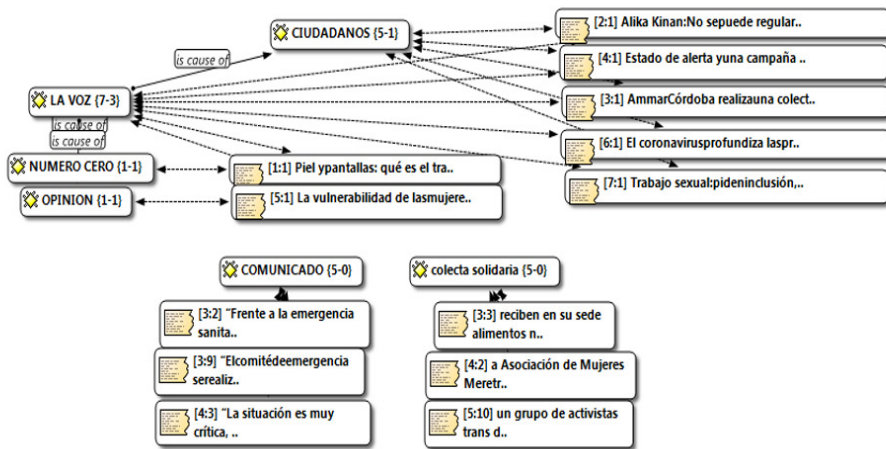 CIUDADANOS {5-1}
[2:1] Alika Kinan:No sepuede regular..
is cause of
[4:1] Estado de alerta yuna campaña ..
LA VOZ {7-3}
[3:1] AmmarCórdoba realizauna colect..
is cause of
is cause of
[6:1] El coronavirusprofundiza laspr..
NUMERO CERO {1-1}
[1:1] Piel ypantallas: qué es el tra..
[7:1] Trabajo sexual:pideninclusión,..
OPINION {1-1}
[5:1] La vulnerabilidad de lasmujere..
COMUNICADO {5-0}
colecta solidaria {5-0}
[3:2] "Frente a la emergencia
sanita..
[3:3] reciben en su sede
alimentos n..
[3:9] "Elcomitédeemergencia
serealiz..
[4:2] a Asociación de Mujeres
Meretr..
[4:3] "La situación es muy
crítica, ..
[5:10] un grupo de activistas
trans d..